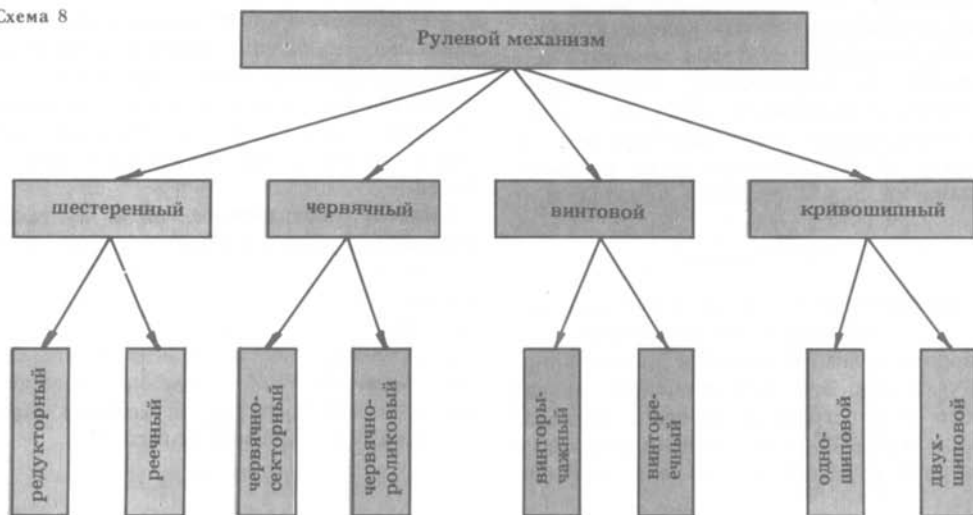 Схема 8
Рулевой механизм
шестеренный
червячный
винтовой
кривошипный
редукторный
реечный
червячно-
секторный
червячно-
роликовый
винторы-
чажный
винторе-
ечный
одно-
шиповой
двух-
шиповой